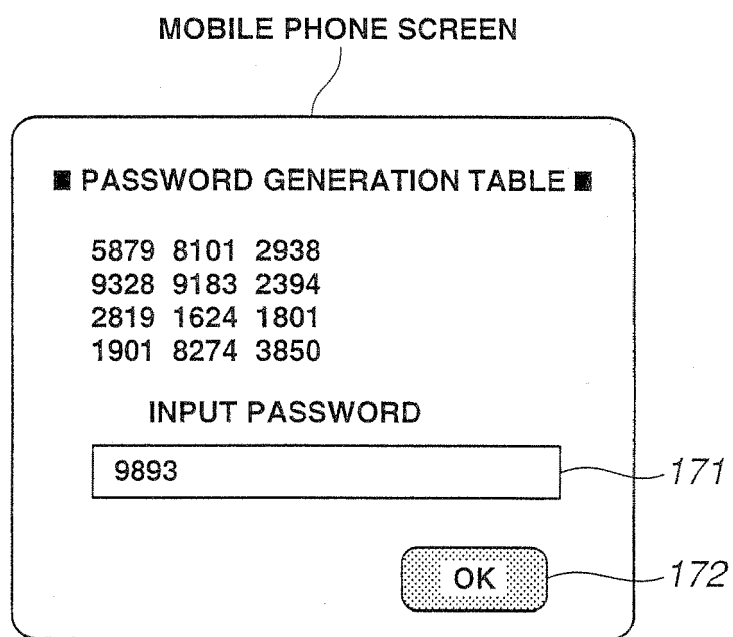 MOBILE PHONE SCREEN
■ PASSWORD GENERATION TABLE ■
5879 8101 2938
9328 9183 2394
2819 1624 1801
1901 8274 3850
INPUT PASSWORD
9893
171
OK
172